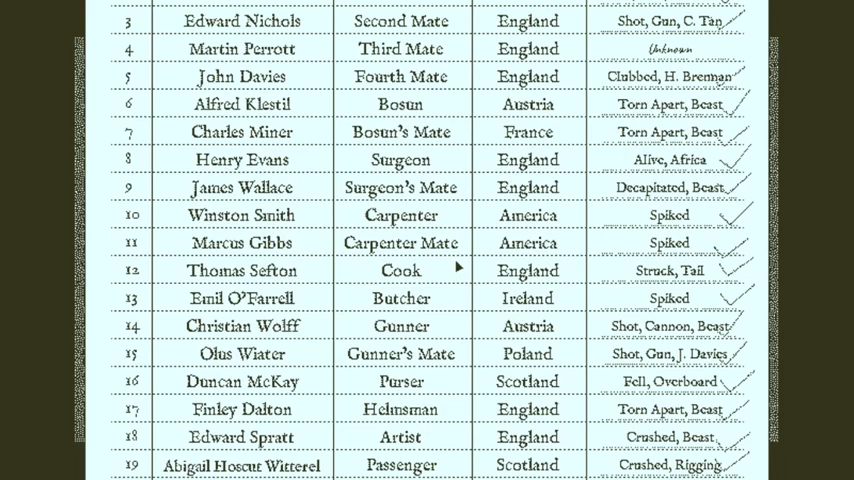 3 Edward Nichols Second Mate England Shot, Gun, C. Tan
4 Martin Perrott Third Mate England Unknown
5 John Davies Fourth Mate England Clubbed, H. Brennan
6 Alfred Klestil Bosun Austria Torn Apart, Beast
7 Charles Miner Bosun's Mate France Torn Apart, Beast
8 Henry Evans Surgeon England Alive, Africa
9 James Wallace Surgeon's Mate England Decapitated, Beast
10 Winston Smith Carpenter America Spiked
11 Marcus Gibbs Carpenter Mate America Spiked
12 Thomas Sefton Cook England Struck, Tail
13 Emil O'Farrell Butcher Ireland Spiked
14 Christian Wolff Gunner Austria Shot, Cannon, Beast
15 Olus Wiater Gunner's Mate Poland Shot, Gun, J. Davies
16 Duncan McKay Purser Scotland Fell, Overboard
17 Finley Dalton Helmsman England Torn Apart, Beast
18 Edward Spratt Artist England Crushed, Beast
19 Abigail Hoscut Witterel Passenger Scotland Crushed, Rigging